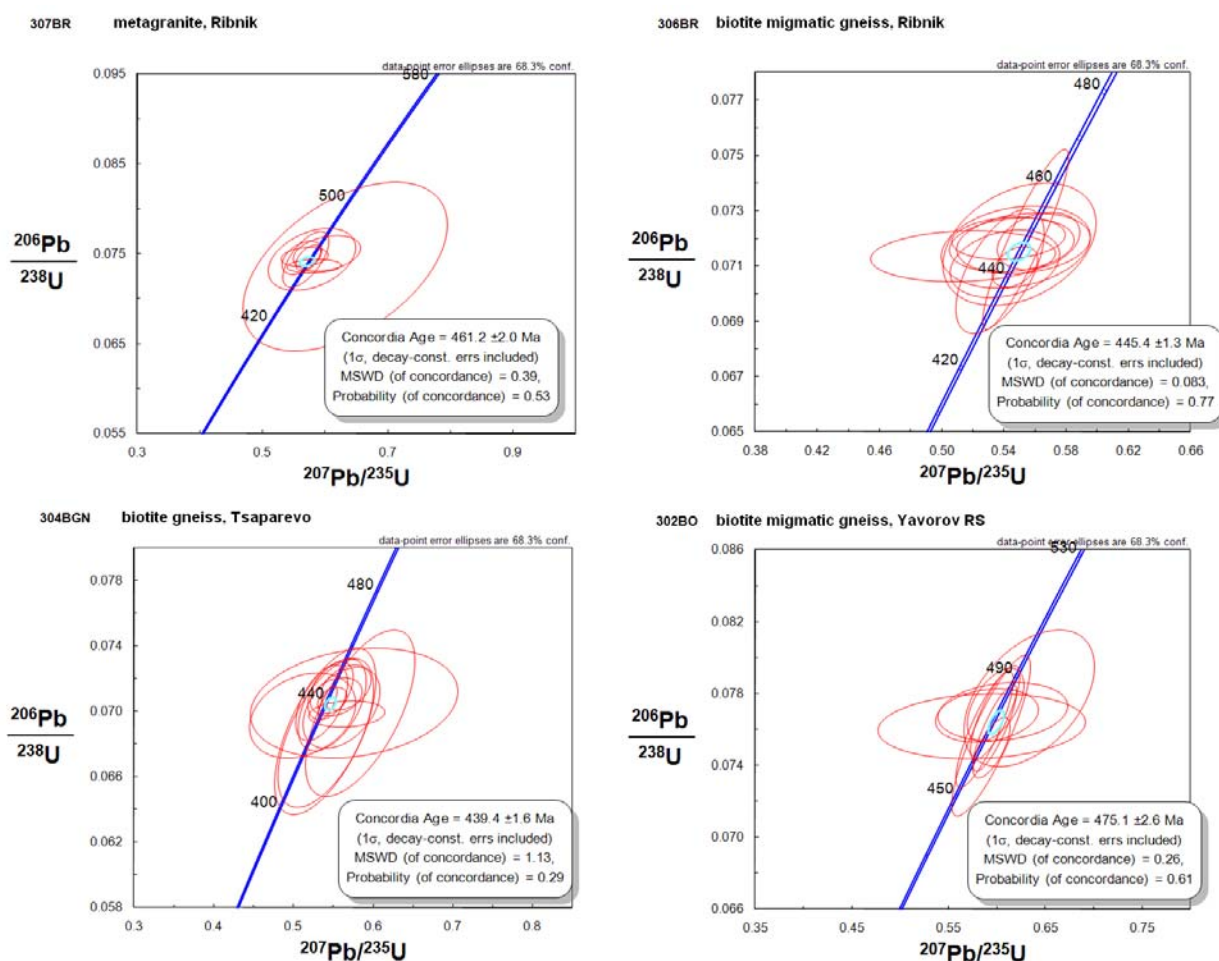 307BR metagranite, Ribnik
data-point error ellipses are 68.3% conf.
0.095
0.085
0.075
0.065
0.055
206Pb
238U
580
500
420
Concordia Age = 461.2 ±2.0 Ma
(1σ, decay-const. errs included)
MSWD (of concordance) = 0.39,
Probability (of concordance) = 0.53
0.3 0.5 0.7 0.9
207Pb/235U
306BR biotite migmatic gneiss, Ribnik
data-point error ellipses are 68.3% conf.
0.077
0.075
0.073
0.071
0.069
0.067
0.065
206Pb
238U
480
460
440
420
Concordia Age = 445.4 ±1.3 Ma
(1σ, decay-const. errs included)
MSWD (of concordance) = 0.083,
Probability (of concordance) = 0.77
0.38 0.42 0.46 0.50 0.54 0.58 0.62 0.66
207Pb/235U
304BGN biotite gneiss, Tsaparevo
data-point error ellipses are 68.3% conf.
0.078
0.074
0.070
0.066
0.062
0.058
206Pb
238U
480
440
400
Concordia Age = 439.4 ±1.6 Ma
(1σ, decay-const. errs included)
MSWD (of concordance) = 1.13,
Probability (of concordance) = 0.29
0.3 0.4 0.5 0.6 0.7 0.8
207Pb/235U
302BO biotite migmatic gneiss, Yavorov RS
data-point error ellipses are 68.3% conf.
0.086
0.082
0.078
0.074
0.070
0.066
206Pb
238U
530
490
450
Concordia Age = 475.1 ±2.6 Ma
(1σ, decay-const. errs included)
MSWD (of concordance) = 0.26,
Probability (of concordance) = 0.61
0.35 0.45 0.55 0.65 0.75
207Pb/235U